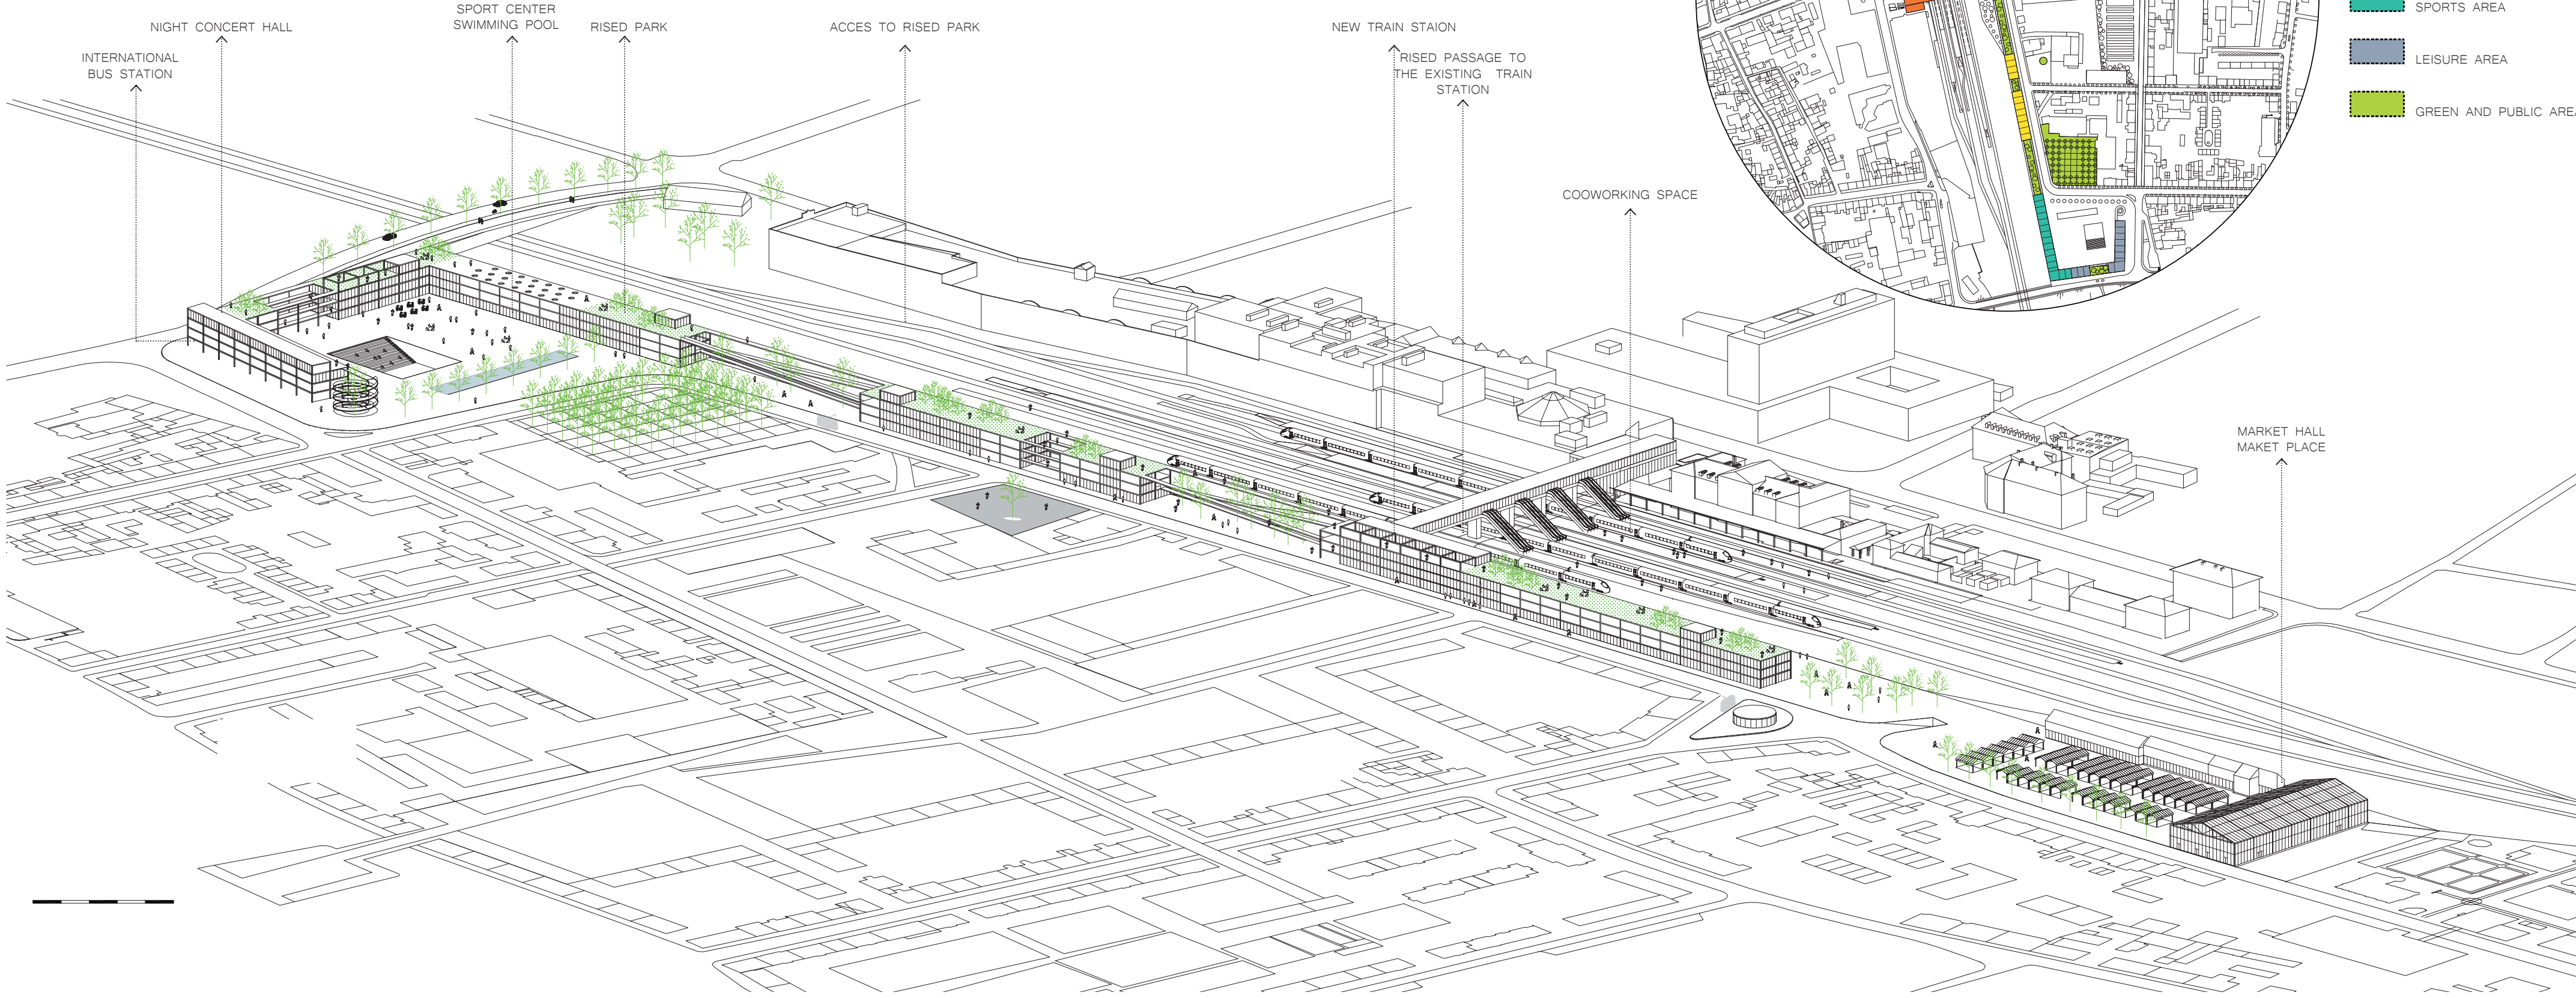 NIGHT CONCERT HALL
SPORT CENTER
SWIMMING POOL
RISED PARK
ACCES TO RISED PARK
NEW TRAIN STAION
INTERNATIONAL
BUS STATION
RISED PASSAGE TO
THE EXISTING TRAIN
STATION
COOWORKING SPACE
MARKET HALL
MAKET PLACE
SPORTS AREA
LEISURE AREA
GREEN AND PUBLIC AREA